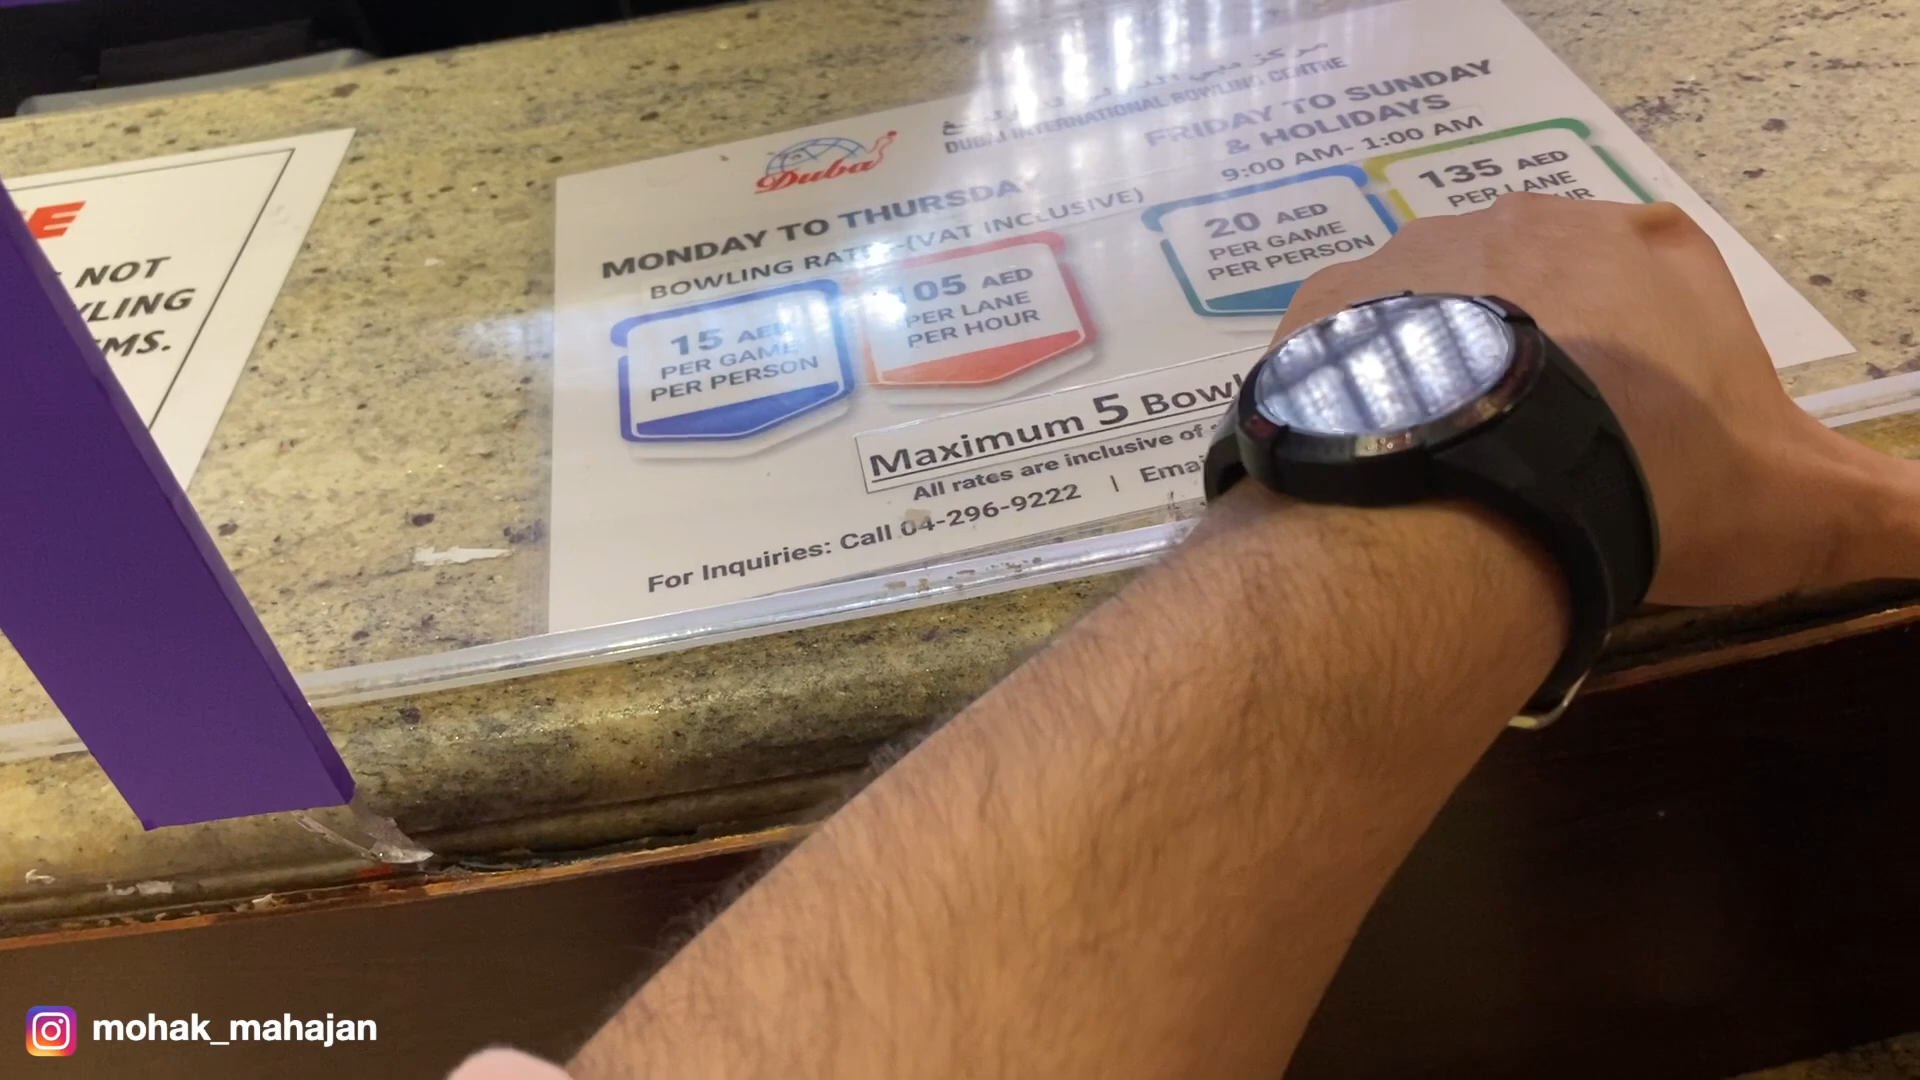 E
NOT
WLING
MS.
Dubai
DUBAI INTERNATIONAL BOWLING CENTRE
MONDAY TO THURSDAY
BOWLING RATES-(VAT INCLUSIVE)
15 AED
PER GAME
PER PERSON
105 AED
PER LANE
PER HOUR
FRIDAY TO SUNDAY
& HOLIDAYS
9:00 AM- 1:00 AM
20 AED
PER GAME
PER PERSON
135 AED
PER LANE
UR
Maximum 5 Bowl
All rates are inclusive of
For Inquiries: Call 04-296-9222 | Emai
mohak_mahajan